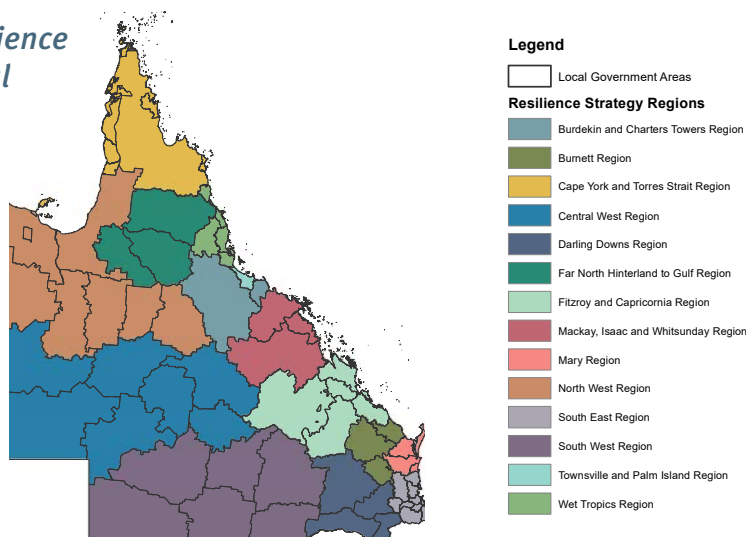 ience
l
Legend
Local Government Areas
Resilience Strategy Regions
Burdekin and Charters Towers Region
Burnett Region
Cape York and Torres Strait Region
Central West Region
Darling Downs Region
Far North Hinterland to Gulf Region
Fitzroy and Capricornia Region
Mackay, Isaac and Whitsunday Region
Mary Region
North West Region
South East Region
South West Region
Townsville and Palm Island Region
Wet Tropics Region